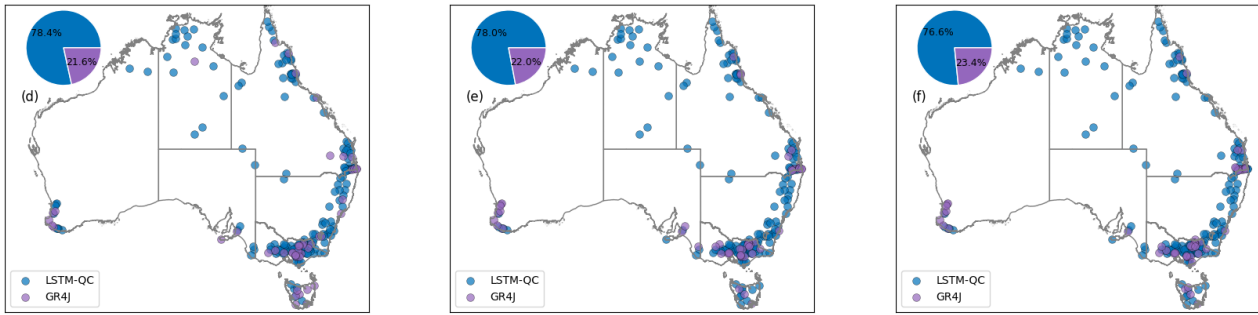 78.4%
21.6%
(d)
LSTM-QC
GR4J
78.0%
22.0%
(e)
LSTM-QC
GR4J
76.6%
23.4%
(f)
LSTM-QC
GR4J